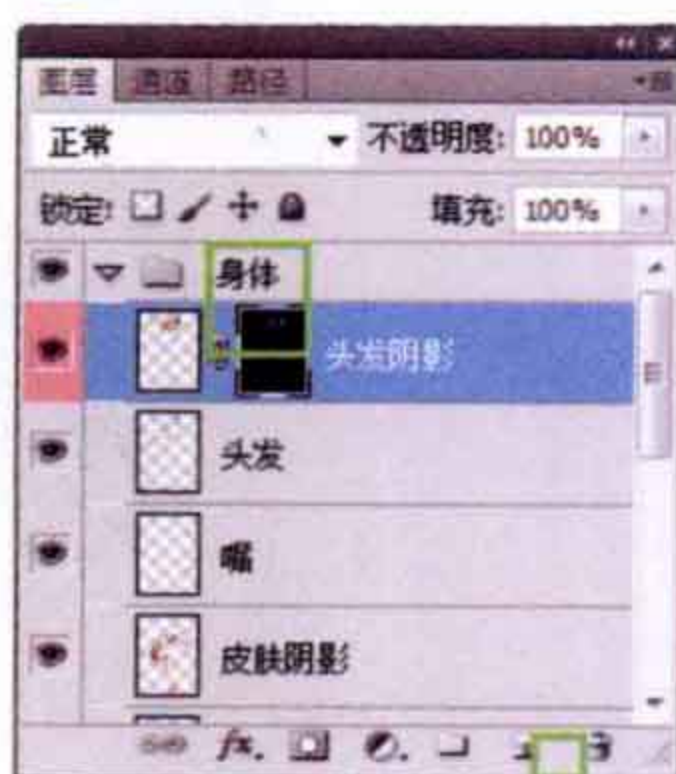 图层 通道 路径
正常 不透明度: 100%
锁定: 填充: 100%
身体
头发阴影
头发
嘴
皮肤阴影
fx.